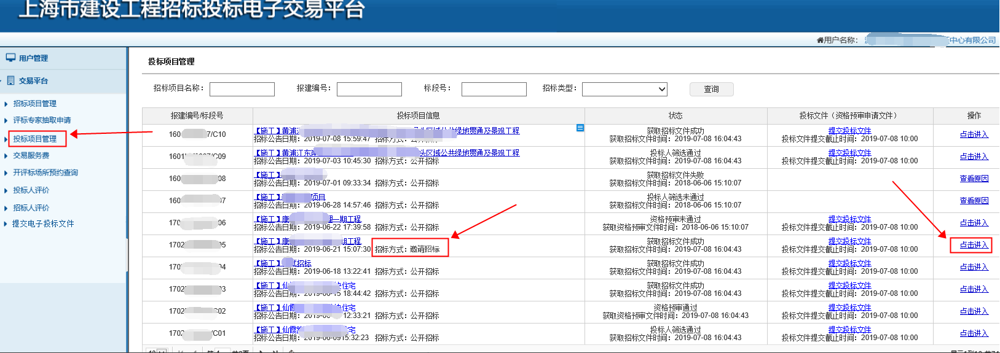 上海市建设工程招标投标电子交易平台
用户名称：
中心有限公司
用户管理
交易平台
招标项目管理
评标专家抽取申请
投标项目管理
交易服务费
开评标场所预约查询
投标人评价
招标人评价
提交电子投标文件
投标项目管理
招标项目名称： 报建编号： 标段号： 招标类型： 查询
报建编号/标段号 投标项目信息 状态 投标文件（资格预审申请文件） 操作
160 7/C10 【施工】黄浦江 头区域公共绿地贯通及景观工程 获取招标文件成功 提交投标文件 点击进入
招标公告日期：2019-07-08 15:59:47 招标方式：公开招标 获取招标文件时间：2019-07-08 16:04:43 投标文件提交截止时间：2019-07-08 10:00
1601 /C09 【施工】黄浦江东南 头区域公共绿地贯通及景观工程 投标人筛选通过 提交投标文件 点击进入
招标公告日期：2019-07-03 10:45:30 招标方式：公开招标 获取招标文件时间：2019-07-08 16:04:43 投标文件提交截止时间：2019-07-08 10:00
160 08 【施工】 获取招标文件失败 查看原因
招标公告日期：2019-07-01 09:33:34 招标方式：公开招标 获取招标文件时间：2018-06-06 15:10:07
160 7 【施工】 项目 投标人筛选未通过 查看原因
招标公告日期：2019-06-28 14:57:46 招标方式：公开招标 获取招标文件时间：2018-06-06 15:10:07
170 06 【施工】康 理一期工程 资格预审未通过 提交投标文件 点击进入
招标公告日期：2019-06-22 17:39:58 招标方式：公开招标 获取资格预审文件时间：2018-06-06 15:10:07 投标文件提交截止时间：2019-07-08 10:00
1702 05 【施工】康 期工程 获取招标文件成功 提交投标文件 点击进入
招标公告日期：2019-06-21 15:07:30 招标方式：邀请招标 获取招标文件时间：2019-07-08 16:04:43 投标文件提交截止时间：2019-07-08 10:00
170 4 【施工】 试招标 获取招标文件成功 提交投标文件 点击进入
招标公告日期：2019-06-18 13:22:41 招标方式：公开招标 获取招标文件时间：2019-07-08 16:04:43 投标文件提交截止时间：2019-07-08 10:00
1702 03 【施工】仙 住宅 获取招标文件成功 提交投标文件 点击进入
招标公告日期：2019-06-15 18:44:42 招标方式：公开招标 获取招标文件时间：2019-07-08 16:04:43 投标文件提交截止时间：2019-07-08 10:00
1702 C02 【施工】仙霞 住宅 资格预审通过 提交投标文件 点击进入
招标公告日期：2019-06- 12:33:21 招标方式：公开招标 获取资格预审文件时间：2019-07-08 16:04:43 投标文件提交截止时间：2019-07-08 10:00
1702 /C01 【施工】仙霞 住宅 投标人筛选通过 提交投标文件 点击进入
招标公告日期：2019-06-0915:32:23 招标方式：公开招标 获取招标文件时间：2019-07-08 16:04:43 投标文件提交截止时间：2019-07-08 10:00